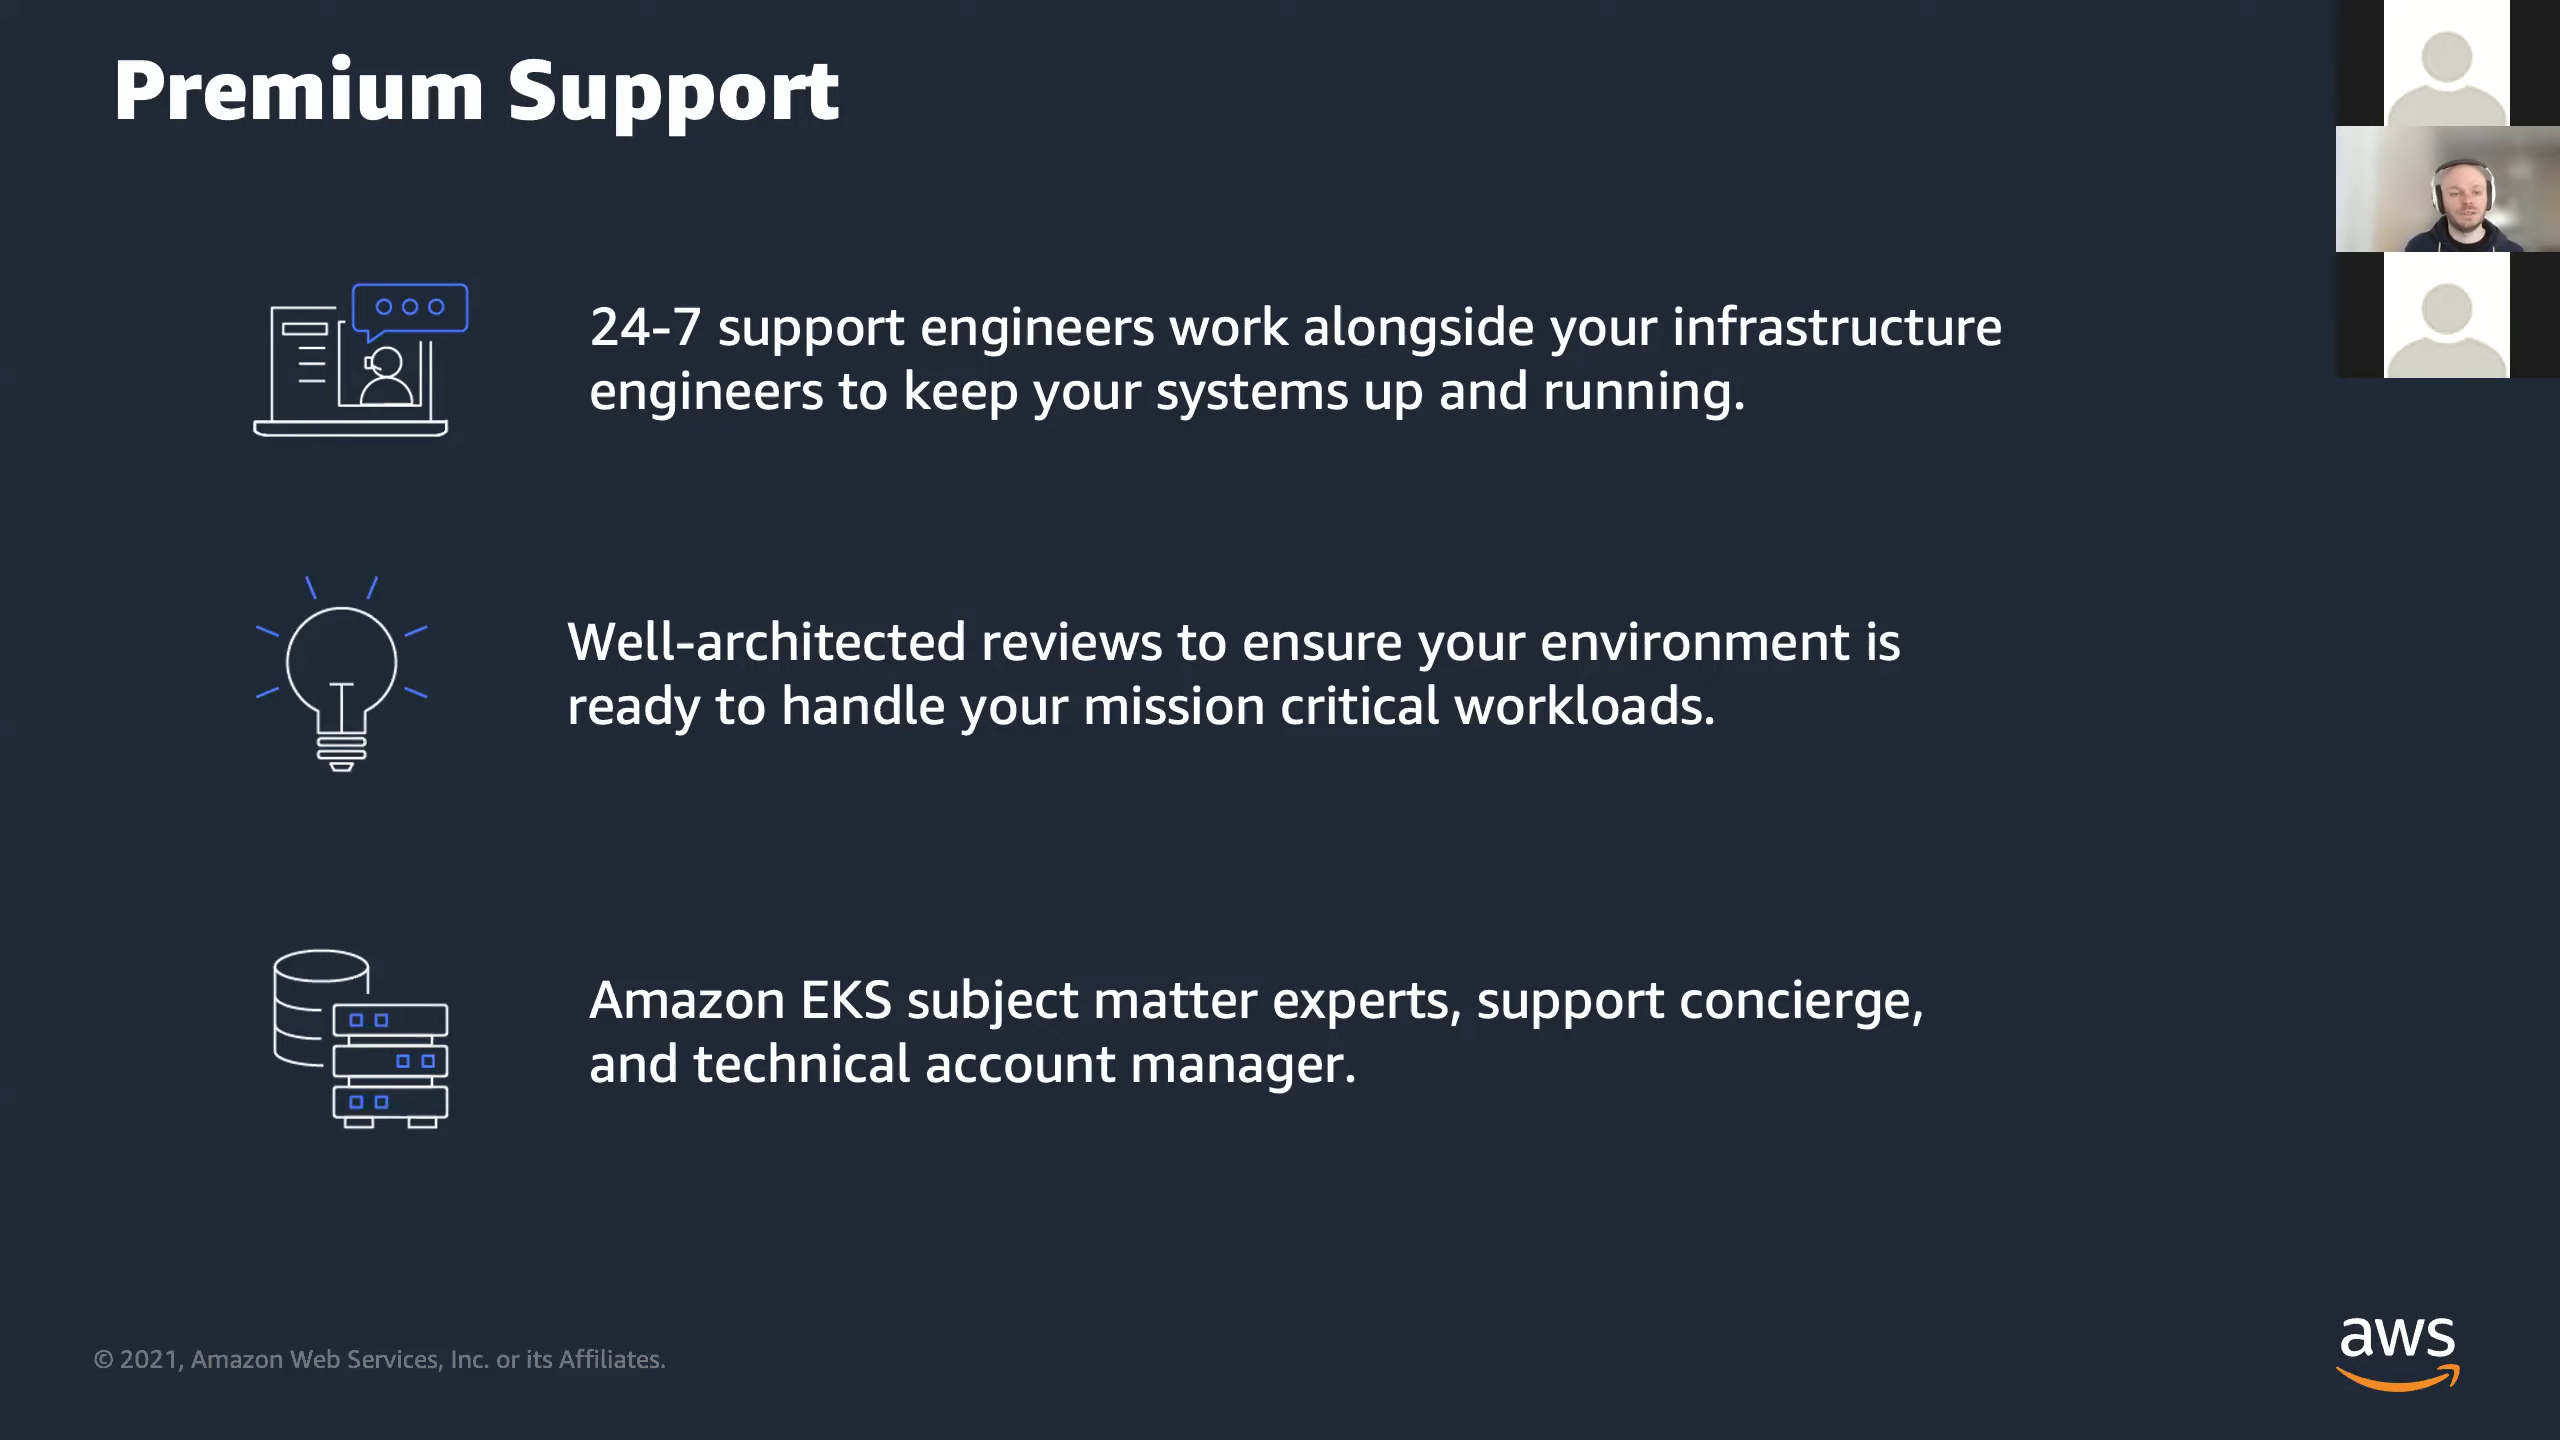 Premium Support
24-7 support engineers work alongside your infrastructure
engineers to keep your systems up and running.
Well-architected reviews to ensure your environment is
ready to handle your mission critical workloads.
Amazon EKS subject matter experts, support concierge,
and technical account manager.
© 2021, Amazon Web Services, Inc. or its Affiliates.
aws